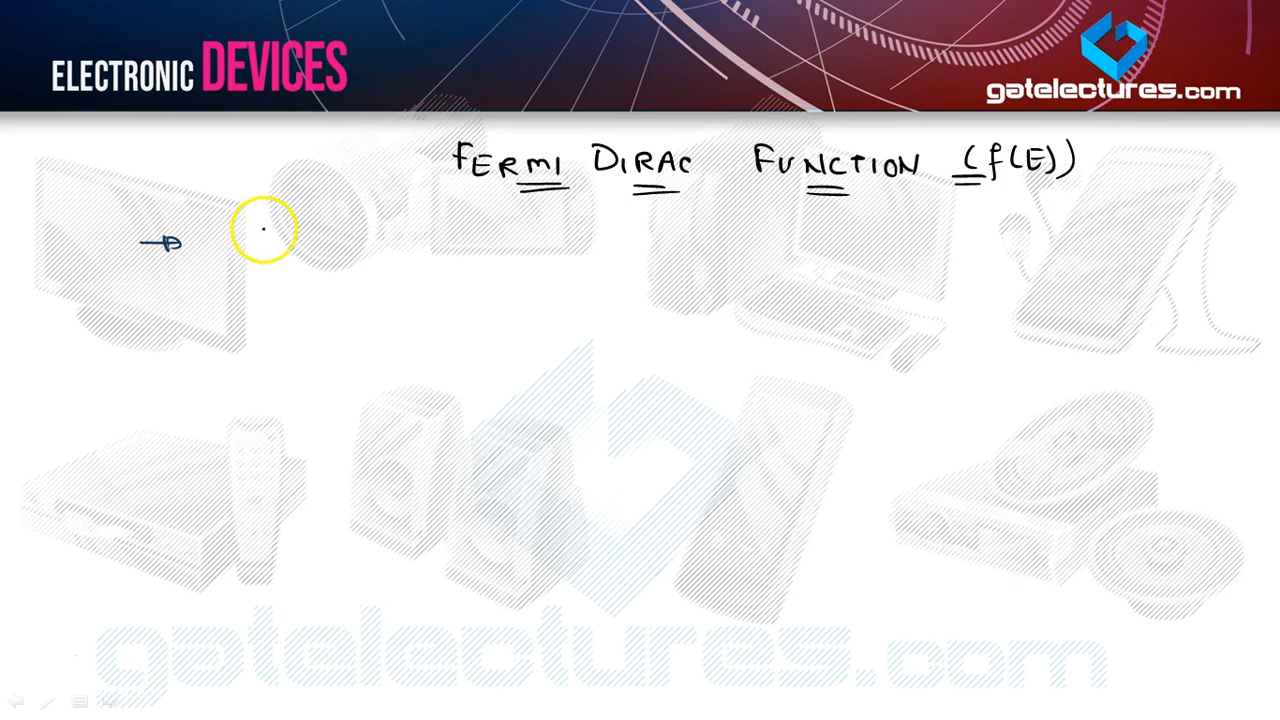 ELECTRONIC DEVICES
gatelectures.com
FERMI DIRAC FUNCTION (f(E))
gatelectures.com